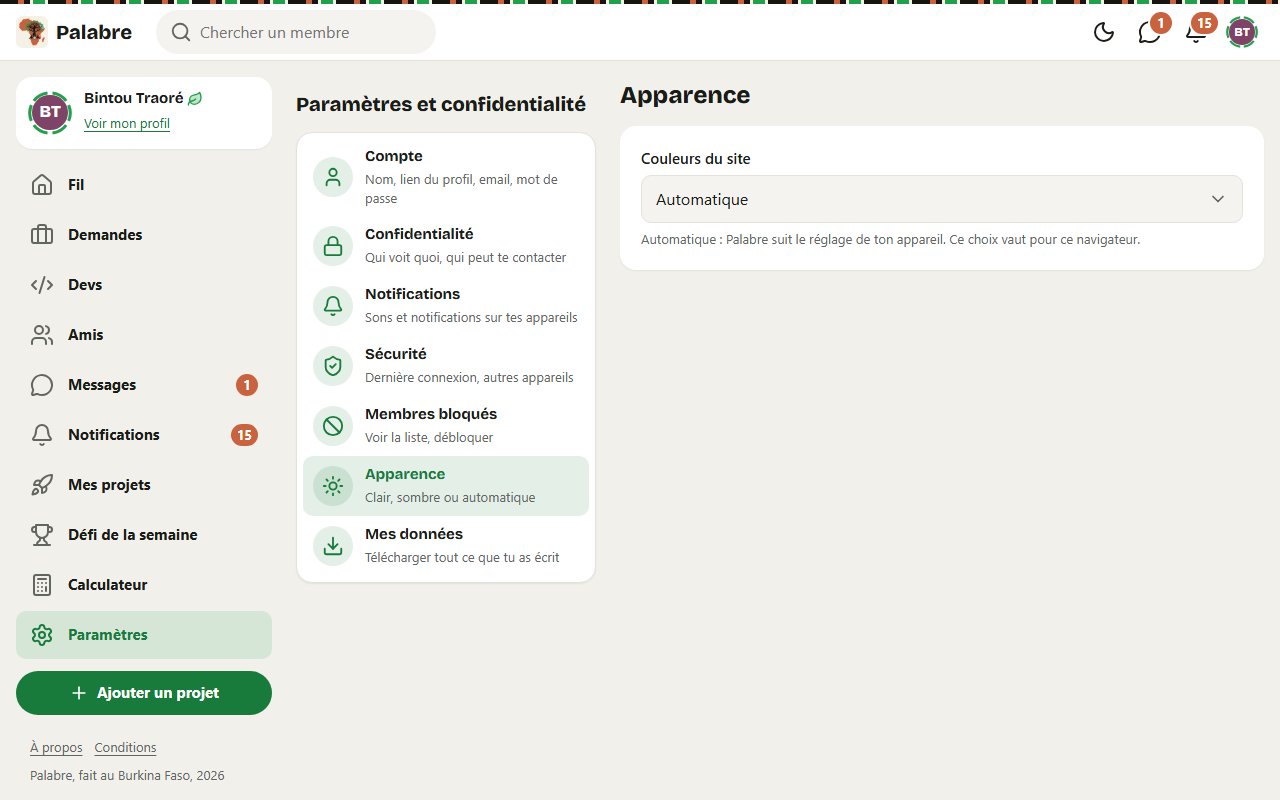 Palabre
Chercher un membre
1
15
BT
BT
Bintou Traoré
Voir mon profil
Fil
Demandes
Devs
Amis
Messages
1
Notifications
15
Mes projets
Défi de la semaine
Calculateur
Paramètres
Ajouter un projet
À propos
Conditions
Palabre, fait au Burkina Faso, 2026
Paramètres et confidentialité
Compte
Nom, lien du profil, email, mot de
passe
Confidentialité
Qui voit quoi, qui peut te contacter
Notifications
Sons et notifications sur tes appareils
Sécurité
Dernière connexion, autres appareils
Membres bloqués
Voir la liste, débloquer
Apparence
Clair, sombre ou automatique
Mes données
Télécharger tout ce que tu as écrit
Apparence
Couleurs du site
Automatique
Automatique : Palabre suit le réglage de ton appareil. Ce choix vaut pour ce navigateur.